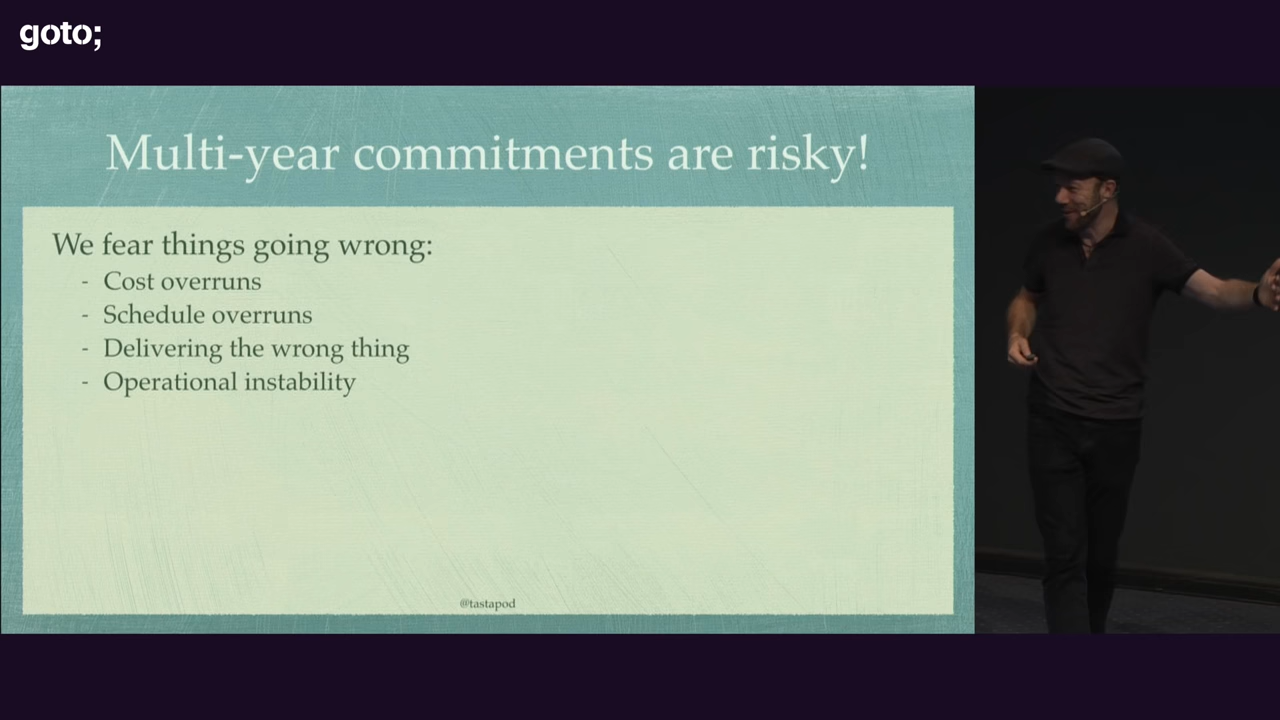 goto;
Multi-year commitments are risky!
We fear things going wrong:
- Cost overruns
- Schedule overruns
- Delivering the wrong thing
- Operational instability
@tastapod